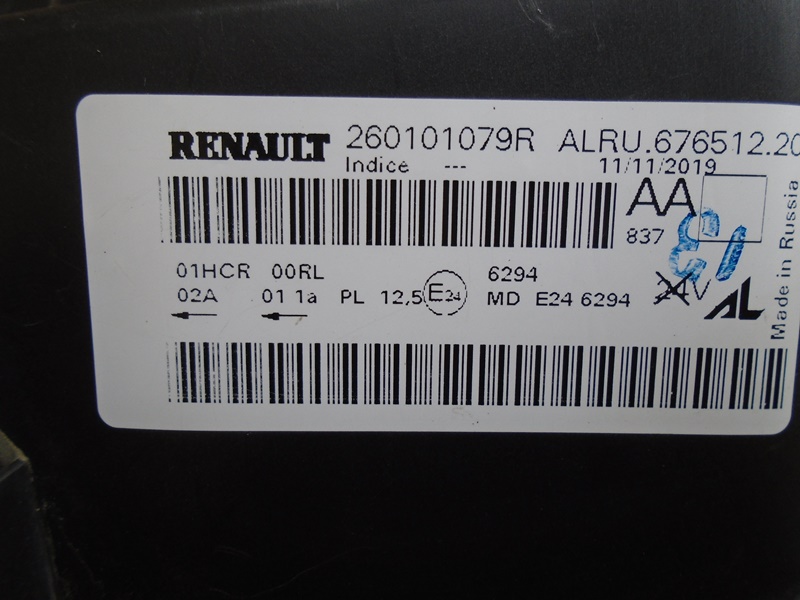 RENAULT 260101079R ALRU.676512.20
Indice --- 11/11/2019
AA
837
01HCR 00RL 6294
02A 01 1a PL 12,5 E24 MD E24 6294 24V
AL
Made in Russia